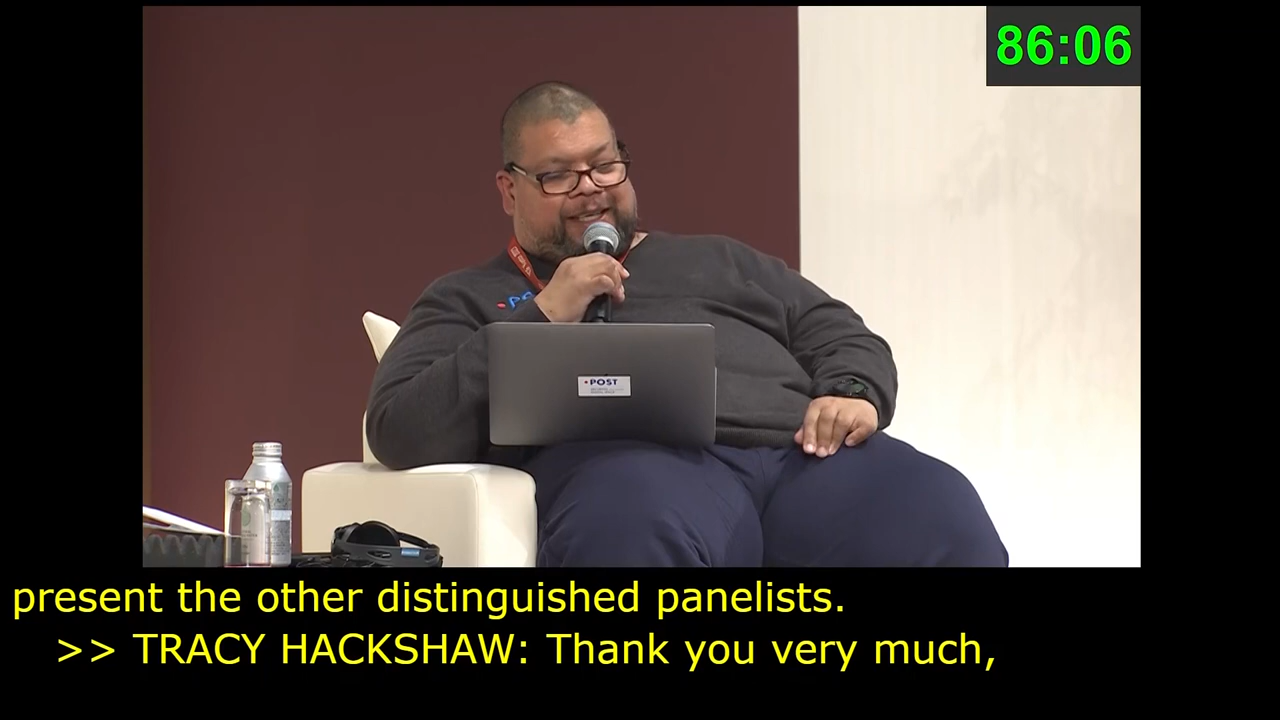 86:06
POST
present the other distinguished panelists.
>> TRACY HACKSHAW: Thank you very much,